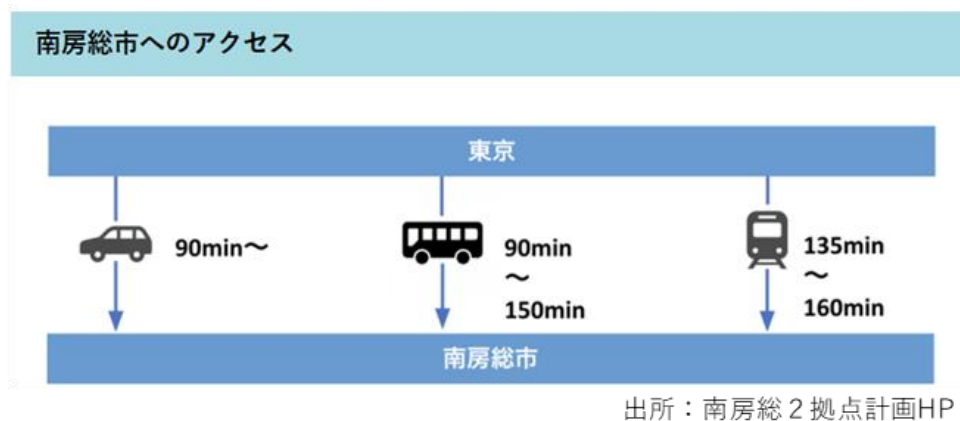 南房総市へのアクセス
東京
90min～
90min
～
150min
135min
～
160min
南房総市
出所：南房総２拠点計画HP